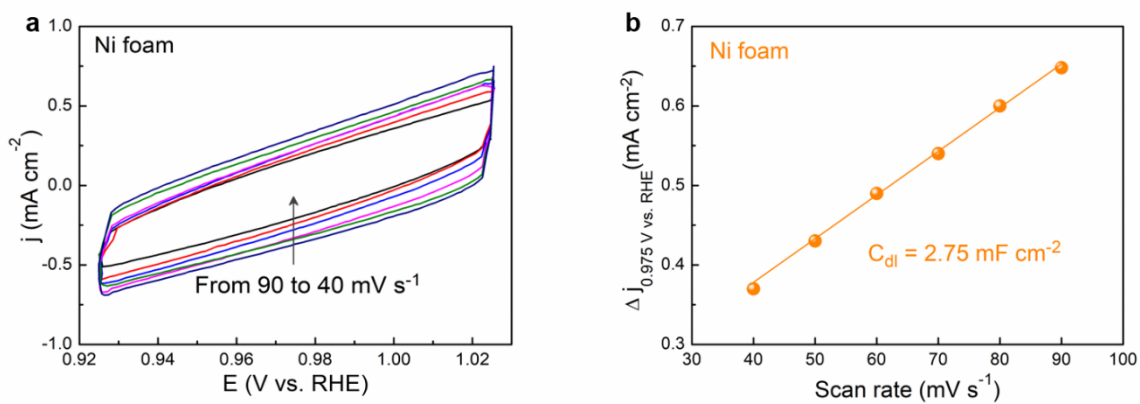 a
Ni foam
j (mA cm⁻²)
1.0
0.5
0.0
-0.5
-1.0
From 90 to 40 mV s⁻¹
0.92 0.94 0.96 0.98 1.00 1.02
E (V vs. RHE)
b
Ni foam
Δ j0.975 V vs. RHE(mA cm⁻²)
0.7
0.6
0.5
0.4
0.3
Cdl = 2.75 mF cm⁻²
30 40 50 60 70 80 90 100
Scan rate (mV s⁻¹)